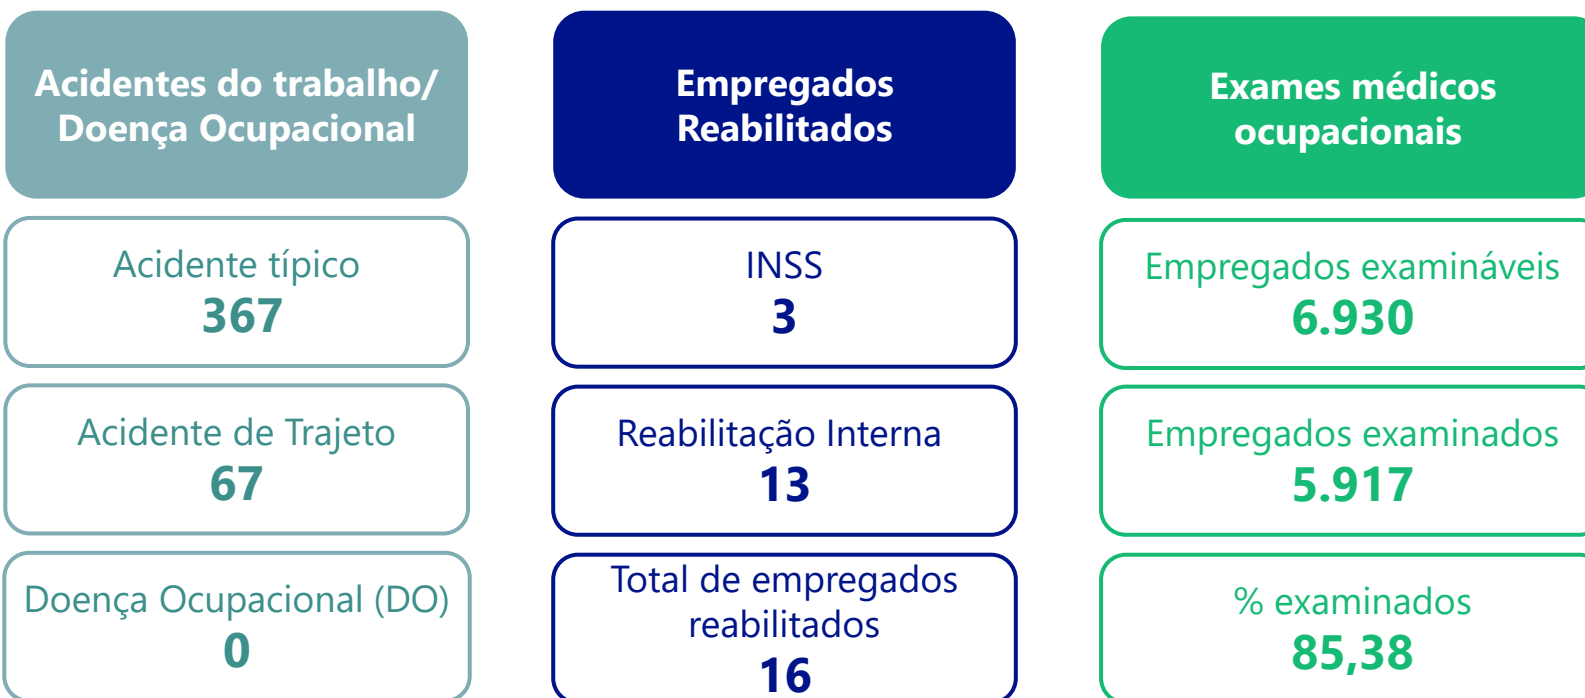 Acidentes do trabalho/
Doença Ocupacional
Acidente típico
367
Acidente de Trajeto
67
Doença Ocupacional (DO)
0
Empregados
Reabilitados
INSS
3
Reabilitação Interna
13
Total de empregados
reabilitados
16
Exames médicos
ocupacionais
Empregados examináveis
6.930
Empregados examinados
5.917
% examinados
85,38